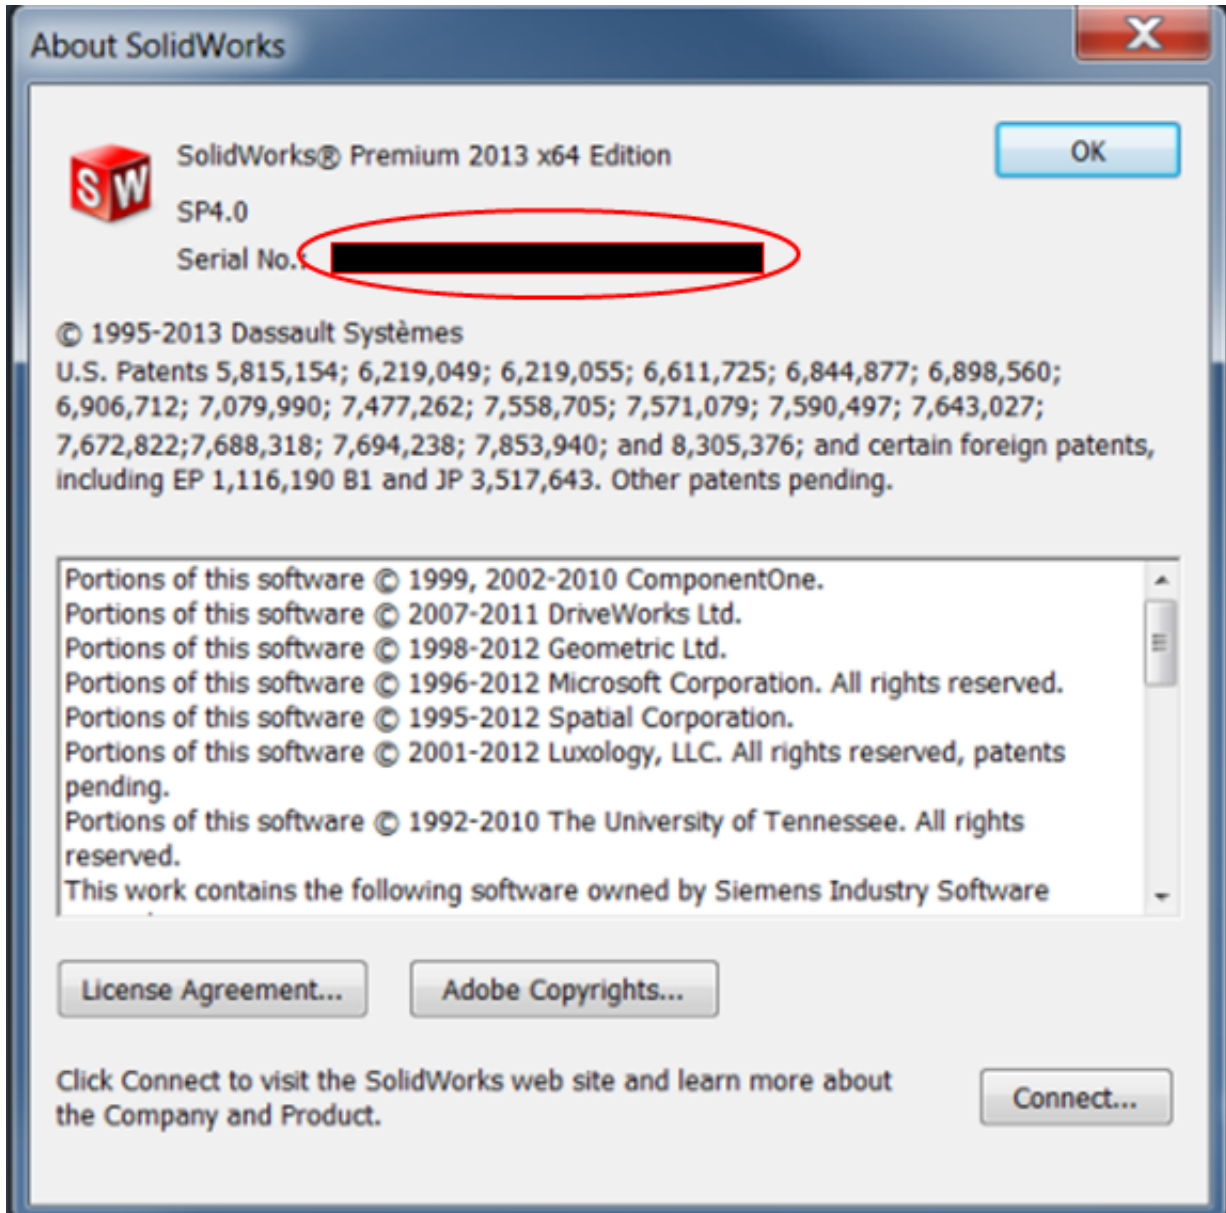 About SolidWorks
SW
SolidWorks® Premium 2013 x64 Edition
OK
SP4.0
Serial No.:
© 1995-2013 Dassault Systèmes
U.S. Patents 5,815,154; 6,219,049; 6,219,055; 6,611,725; 6,844,877; 6,898,560;
6,906,712; 7,079,990; 7,477,262; 7,558,705; 7,571,079; 7,590,497; 7,643,027;
7,672,822;7,688,318; 7,694,238; 7,853,940; and 8,305,376; and certain foreign patents,
including EP 1,116,190 B1 and JP 3,517,643. Other patents pending.
Portions of this software © 1999, 2002-2010 ComponentOne.
Portions of this software © 2007-2011 DriveWorks Ltd.
Portions of this software © 1998-2012 Geometric Ltd.
Portions of this software © 1996-2012 Microsoft Corporation. All rights reserved.
Portions of this software © 1995-2012 Spatial Corporation.
Portions of this software © 2001-2012 Luxology, LLC. All rights reserved, patents
pending.
Portions of this software © 1992-2010 The University of Tennessee. All rights
reserved.
This work contains the following software owned by Siemens Industry Software
License Agreement...
Adobe Copyrights...
Click Connect to visit the SolidWorks web site and learn more about
the Company and Product.
Connect...